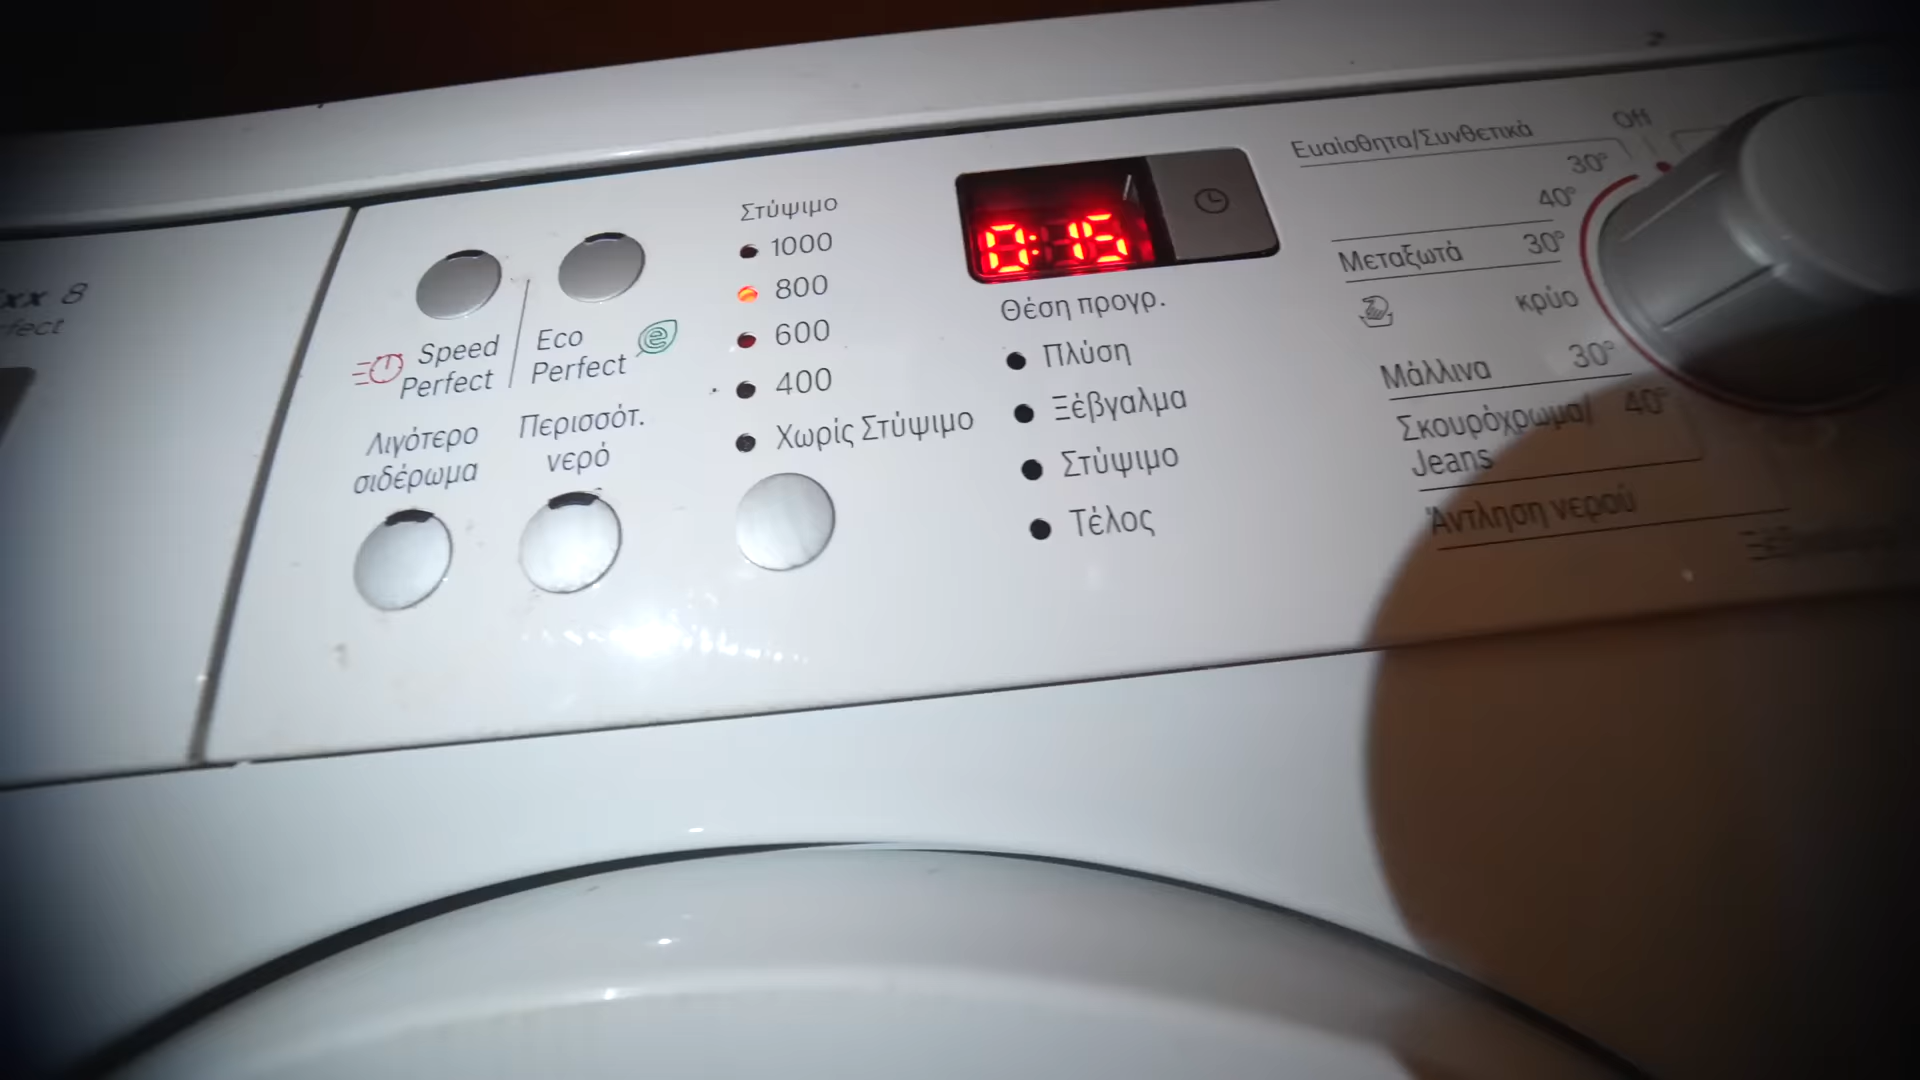 xx 8
rfect
Speed
Perfect
Eco
Perfect
e
Λιγότερο
σιδέρωμα
Περισσότ.
νερό
Στύψιμο
1000
800
600
400
Χωρίς Στύψιμο
0:15
Θέση προγρ.
Πλύση
Ξέβγαλμα
Στύψιμο
Τέλος
Off
Ευαίσθητα/Συνθετικά
30°
40°
Μεταξωτά 30°
κρύο
Μάλλινα 30°
Σκουρόχρωμα/ 40°
Jeans
Άντληση νερού